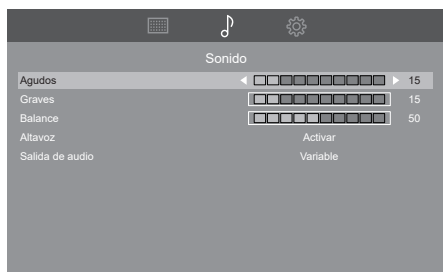 Sonido
Agudos 15
Graves 15
Balance 50
Altavoz Activar
Salida de audio Variable